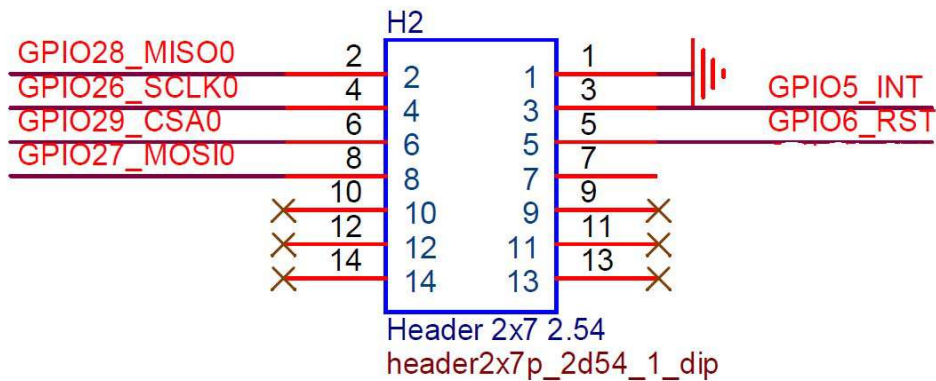 H2
GPIO28_MISO0 2 2 1 1
GPIO26_SCLK0 4 4 3 3 GPIO5_INT
GPIO29_CSA0 6 6 5 5 GPIO6_RST
GPIO27_MOSI0 8 8 7 7
10 10 9 9
12 12 11 11
14 14 13 13
Header 2x7 2.54
header2x7p_2d54_1_dip